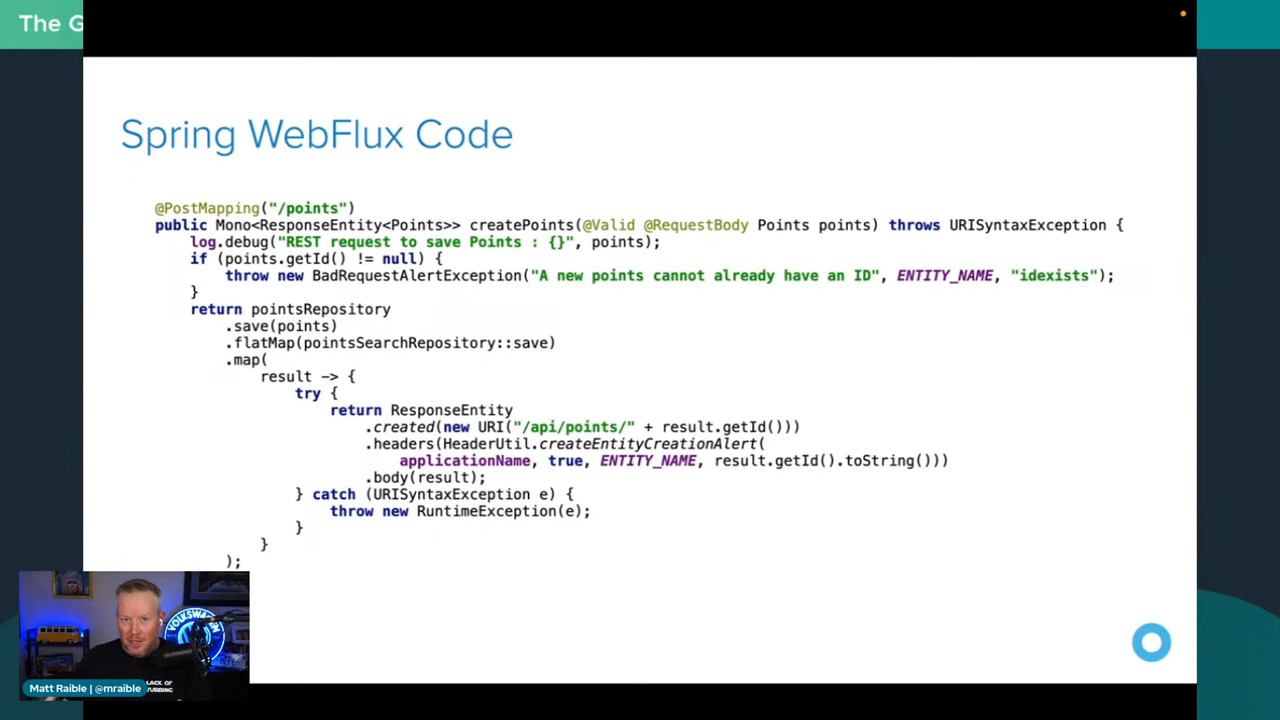 The G
Spring WebFlux Code
@PostMapping("/points")
public Mono<ResponseEntity<Points>> createPoints(@Valid @RequestBody Points points) throws URISyntaxException {
log.debug("REST request to save Points : {}", points);
if (points.getId() != null) {
throw new BadRequestAlertException("A new points cannot already have an ID", ENTITY_NAME, "idexists");
}
return pointsRepository
.save(points)
.flatMap(pointsSearchRepository::save)
.map(
result -> {
try {
return ResponseEntity
.created(new URI("/api/points/" + result.getId()))
.headers(HeaderUtil.createEntityCreationAlert(
applicationName, true, ENTITY_NAME, result.getId().toString()))
.body(result);
} catch (URISyntaxException e) {
throw new RuntimeException(e);
}
}
);
VOLKSWAGEN
LACK OF
Matt Raible | @mraible